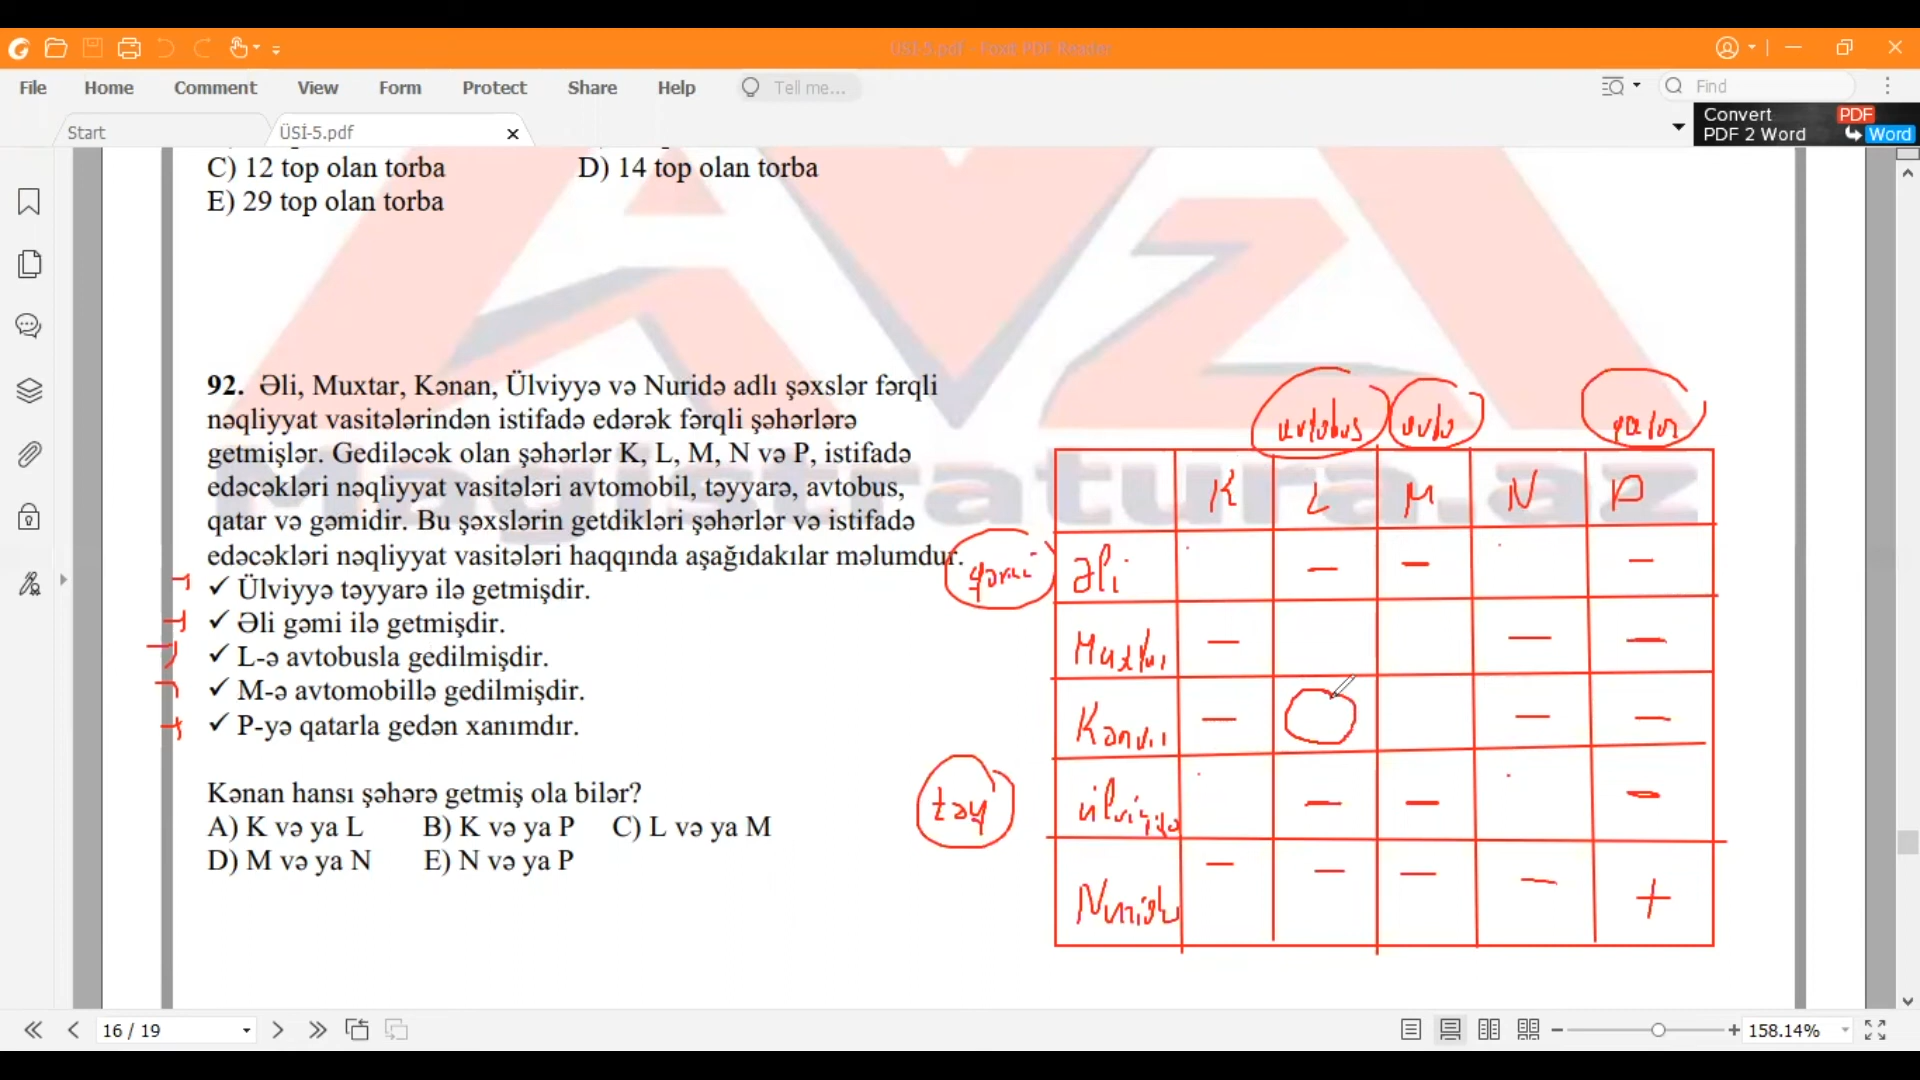 ÜSİ-5.pdf - Foxit PDF Reader
File Home Comment View Form Protect Share Help Tell me... Find
Start ÜSİ-5.pdf
Convert PDF
PDF 2 Word Word
C) 12 top olan torba D) 14 top olan torba
E) 29 top olan torba
Magistratura.az
92. Əli, Muxtar, Kənan, Ülviyyə və Nuridə adlı şəxslər fərqli
nəqliyyat vasitələrindən istifadə edərək fərqli şəhərlərə
getmişlər. Gediləcək olan şəhərlər K, L, M, N və P, istifadə
edəcəkləri nəqliyyat vasitələri avtomobil, təyyarə, avtobus,
qatar və gəmidir. Bu şəxslərin getdikləri şəhərlər və istifadə
edəcəkləri nəqliyyat vasitələri haqqında aşağıdakılar məlumdur.
✓ Ülviyyə təyyarə ilə getmişdir.
✓ Əli gəmi ilə getmişdir.
✓ L-ə avtobusla gedilmişdir.
✓ M-ə avtomobillə gedilmişdir.
✓ P-yə qatarla gedən xanımdır.
Kənan hansı şəhərə getmiş ola bilər?
A) K və ya L B) K və ya P C) L və ya M
D) M və ya N E) N və ya P
avtobus avto qatar
K L M N P
gəmi Əli – – –
Muxtar – – –
Kənan – – –
təy Ülviyyə – – –
Nuridə – – – – +
16 / 19 158.14%